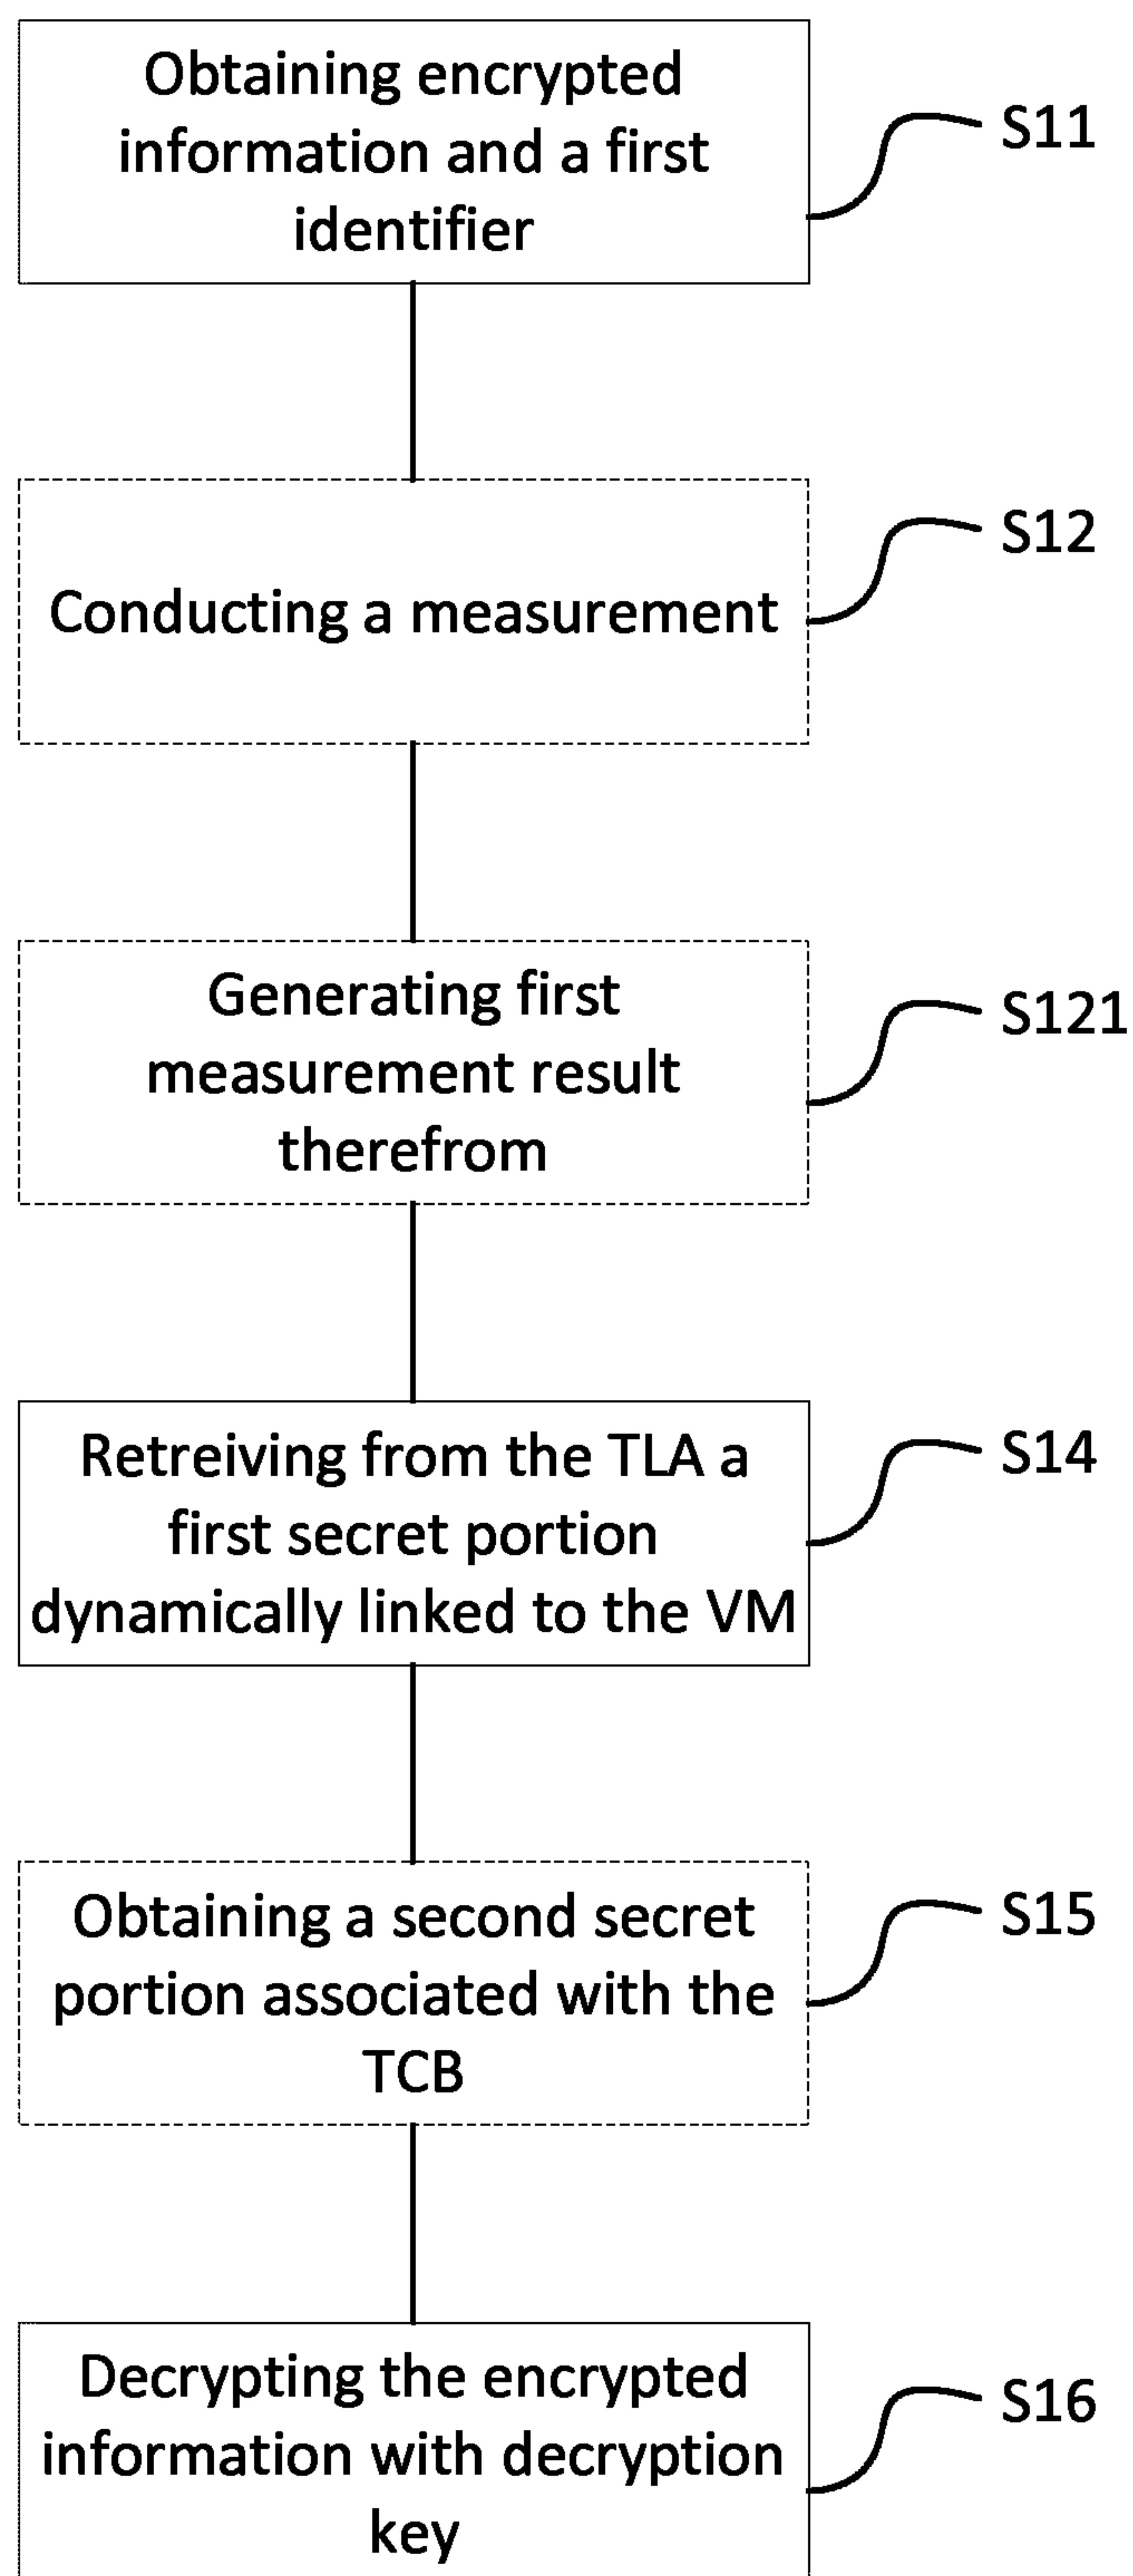 Obtaining encrypted
information and a first
identifier
S11
Conducting a measurement
S12
Generating first
measurement result
therefrom
S121
Retreiving from the TLA a
first secret portion
dynamically linked to the VM
S14
Obtaining a second secret
portion associated with the
TCB
S15
Decrypting the encrypted
information with decryption
key
S16